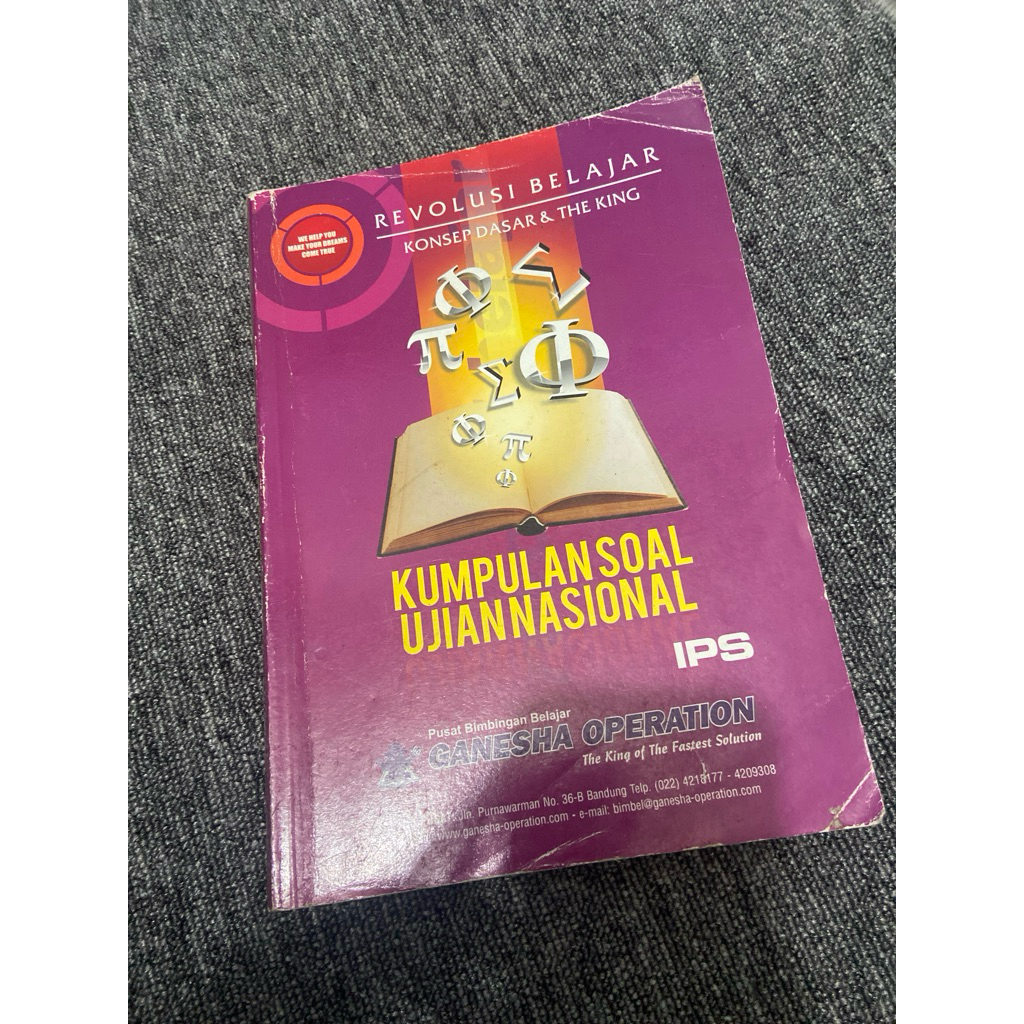 REVOLUSI BELAJAR
KONSEP DASAR & THE KING
WE HELP YOU
MAKE YOUR DREAMS
COME TRUE
Φ Σ
π Φ
Σ
Φ π
Φ
KUMPULAN SOAL
UJIAN NASIONAL
IPS
Pusat Bimbingan Belajar
GANESHA OPERATION
The King of The Fastest Solution
Jln. Purnawarman No. 36-B Bandung Telp. (022) 4218177 - 4209308
www.ganesha-operation.com - e-mail: bimbel@ganesha-operation.com